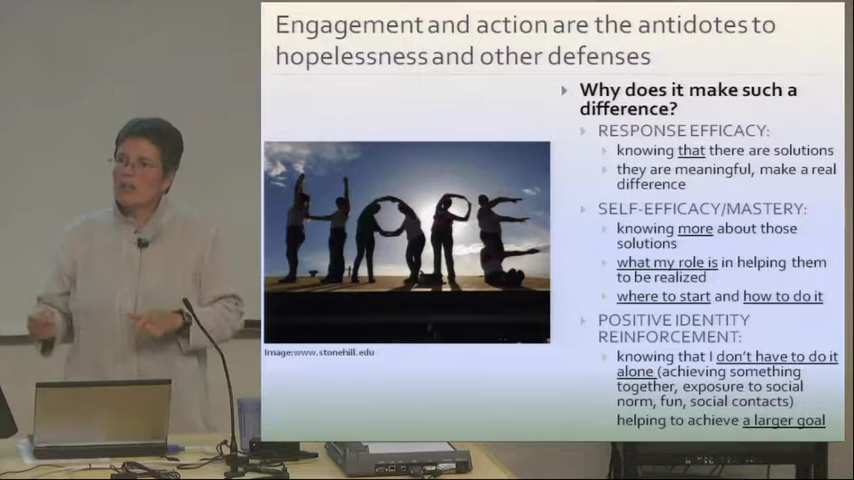 Engagement and action are the antidotes to
hopelessness and other defenses
Why does it make such a
difference?
RESPONSE EFFICACY:
knowing that there are solutions
they are meaningful, make a real
difference
SELF-EFFICACY/MASTERY:
knowing more about those
solutions
what my role is in helping them
to be realized
where to start and how to do it
POSITIVE IDENTITY
REINFORCEMENT:
knowing that I don't have to do it
alone (achieving something
together, exposure to social
norm, fun, social contacts)
helping to achieve a larger goal
HOPE
Image: www.stonehill.edu